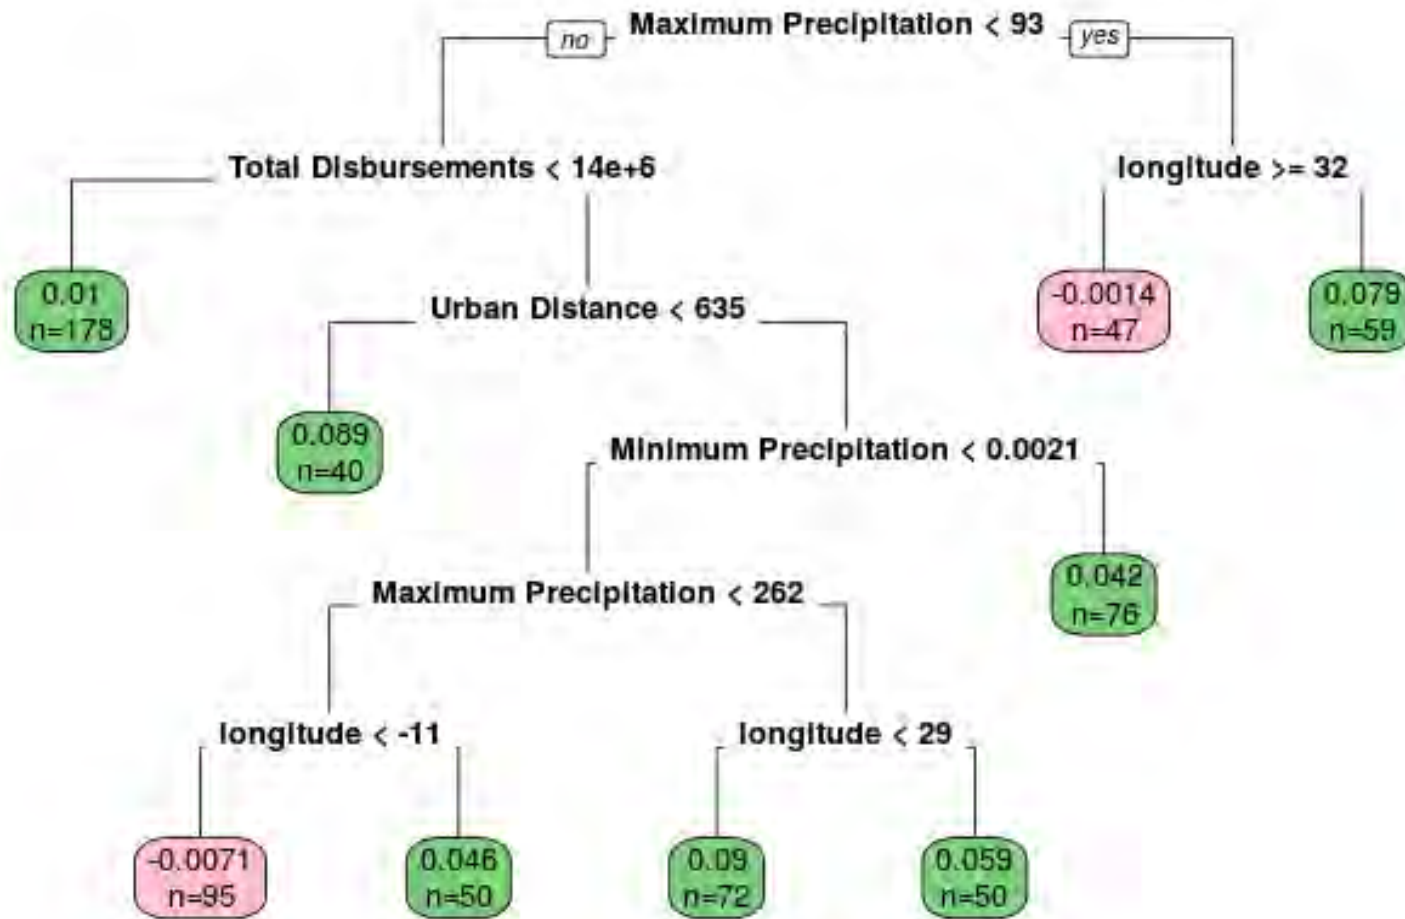 Maximum Precipitation < 93
no
yes
Total Disbursements < 14e+6
longitude >= 32
0.01
n=178
-0.0014
n=47
0.079
n=59
Urban Distance < 635
0.089
n=40
Minimum Precipitation < 0.0021
0.042
n=76
Maximum Precipitation < 262
longitude < -11
longitude < 29
-0.0071
n=95
0.046
n=50
0.09
n=72
0.059
n=50